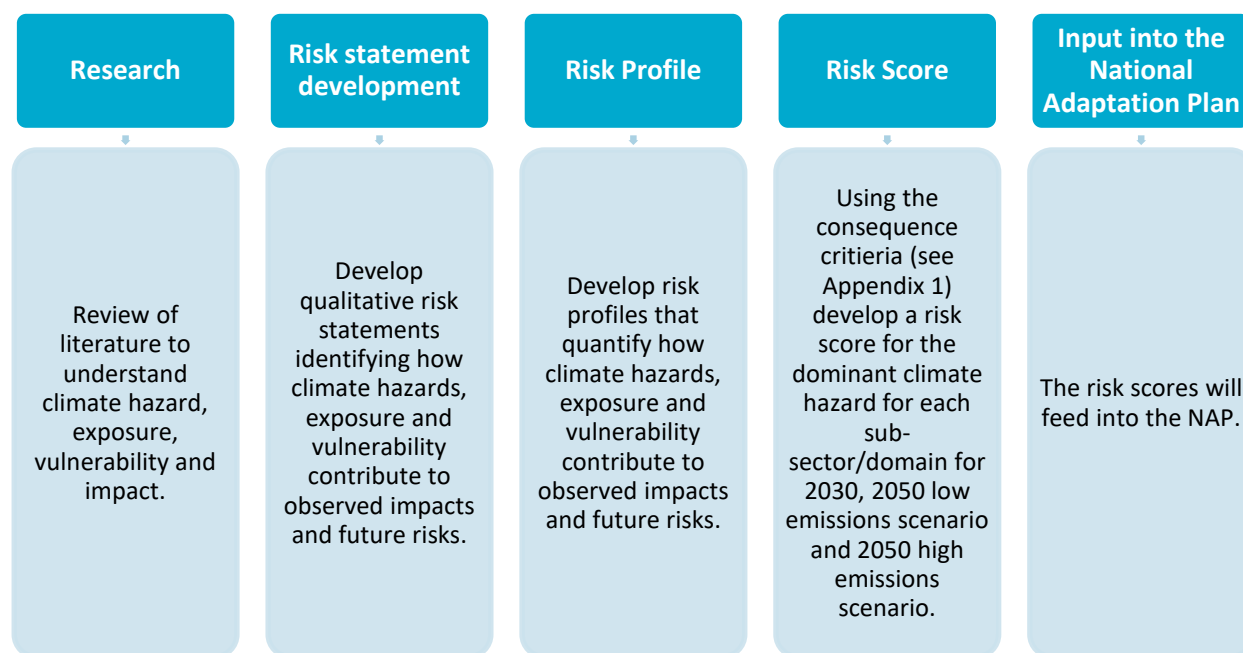 Research
Review of
literature to
understand
climate hazard,
exposure,
vulnerability and
impact.
Risk statement
development
Develop
qualitative risk
statements
identifying how
climate hazards,
exposure and
vulnerability
contribute to
observed impacts
and future risks.
Risk Profile
Develop risk
profiles that
quantify how
climate hazards,
exposure and
vulnerability
contribute to
observed impacts
and future risks.
Risk Score
Using the
consequence
critieria (see
Appendix 1)
develop a risk
score for the
dominant climate
hazard for each
sub-
sector/domain for
2030, 2050 low
emissions scenario
and 2050 high
emissions
scenario.
Input into the
National
Adaptation Plan
The risk scores will
feed into the NAP.